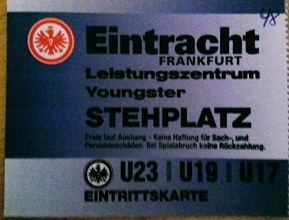 48
Eintracht
FRANKFURT
Leistungszentrum
Youngster
STEHPLATZ
Preis laut Aushang - Keine Haftung für Sach-, und
Personenschäden. Bei Spielabbruch keine Rückzahlung.
U23 | U19 | U17
EINTRITTSKARTE